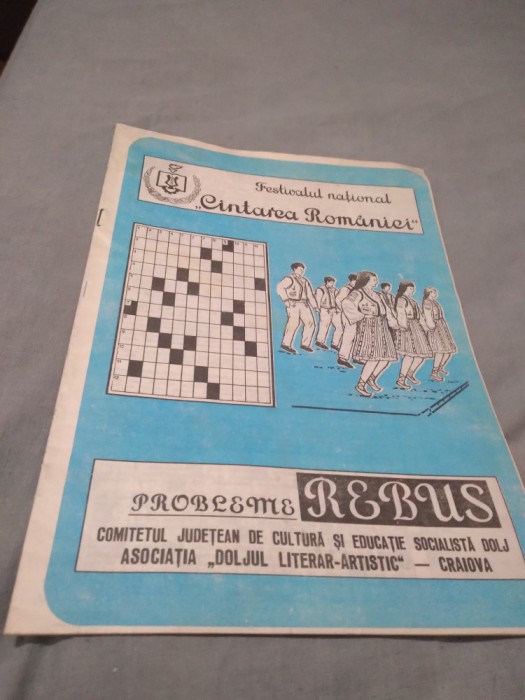 Festivalul național
„Cîntarea României“
PROBLEME REBUS
COMITETUL JUDEȚEAN DE CULTURĂ ȘI EDUCAȚIE SOCIALISTĂ DOLJ
ASOCIAȚIA „DOLJUL LITERAR-ARTISTIC“ — CRAIOVA